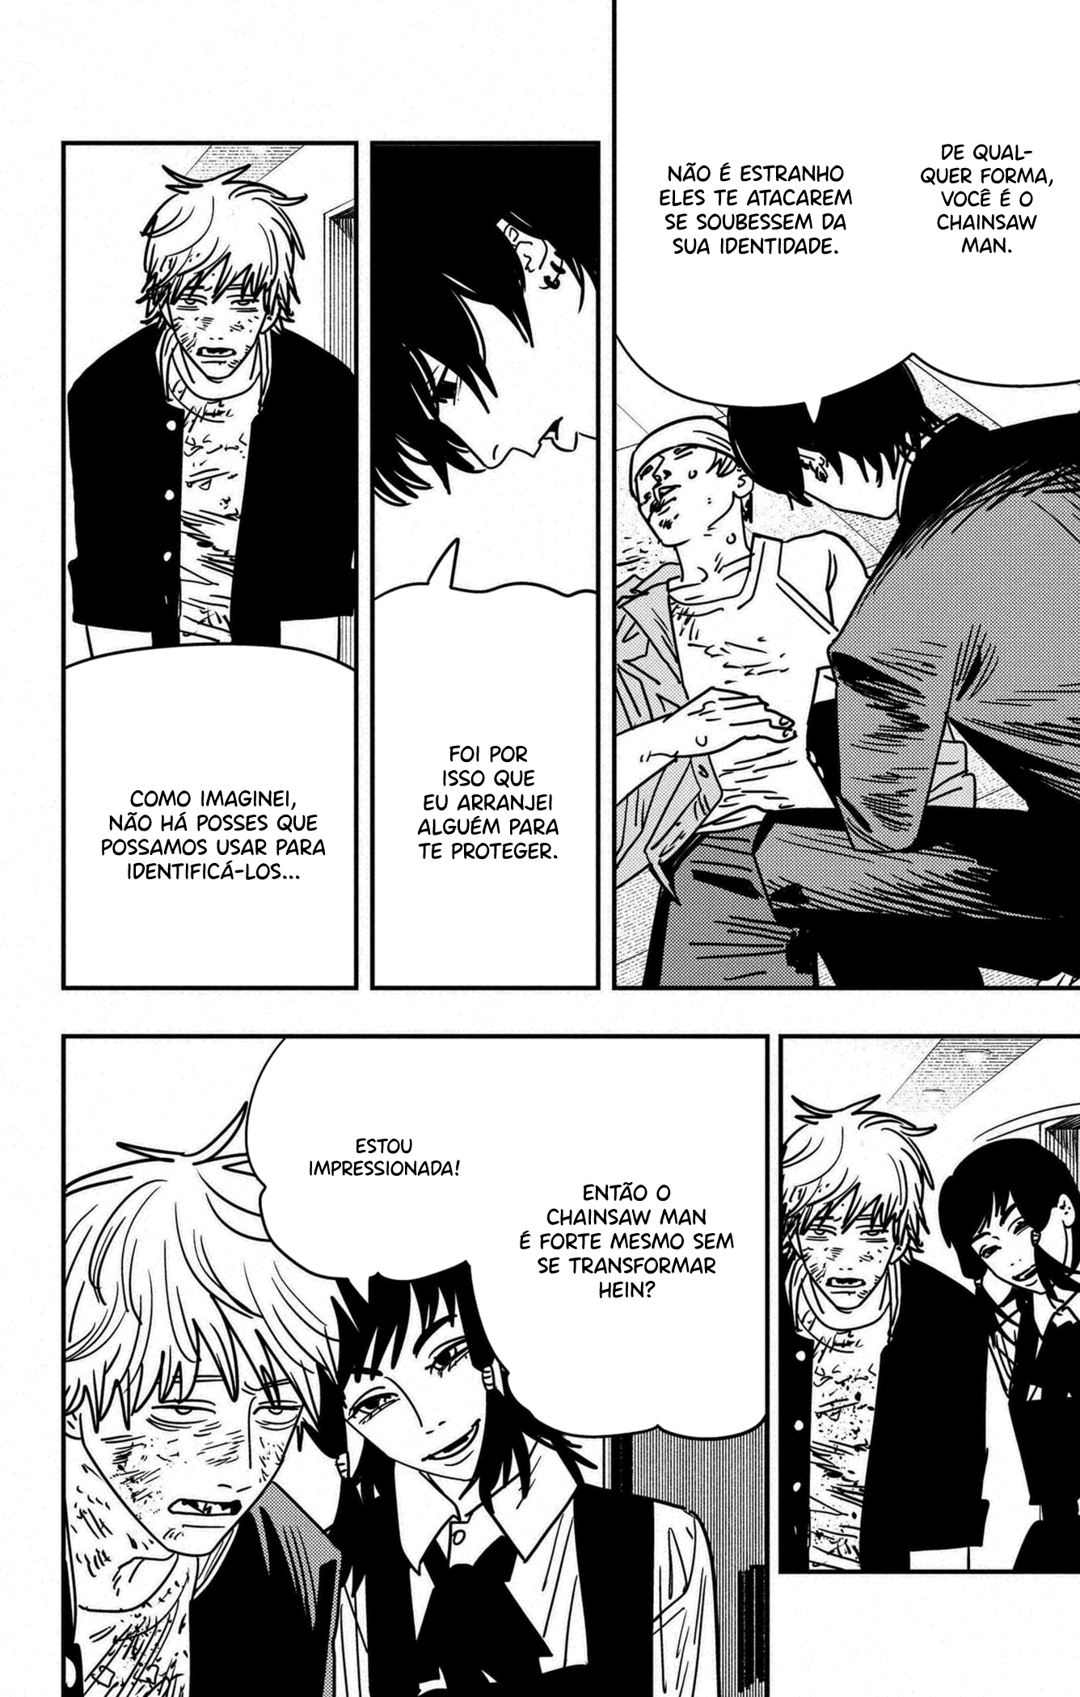 DE QUAL-
QUER FORMA,
VOCÊ É O
CHAINSAW
MAN.
NÃO É ESTRANHO
ELES TE ATACAREM
SE SOUBESSEM DA
SUA IDENTIDADE.
FOI POR
ISSO QUE
EU ARRANJEI
ALGUÉM PARA
TE PROTEGER.
COMO IMAGINEI,
NÃO HÁ POSSES QUE
POSSAMOS USAR PARA
IDENTIFICÁ-LOS...
ENTÃO O
CHAINSAW MAN
É FORTE MESMO SEM
SE TRANSFORMAR
HEIN?
ESTOU
IMPRESSIONADA!